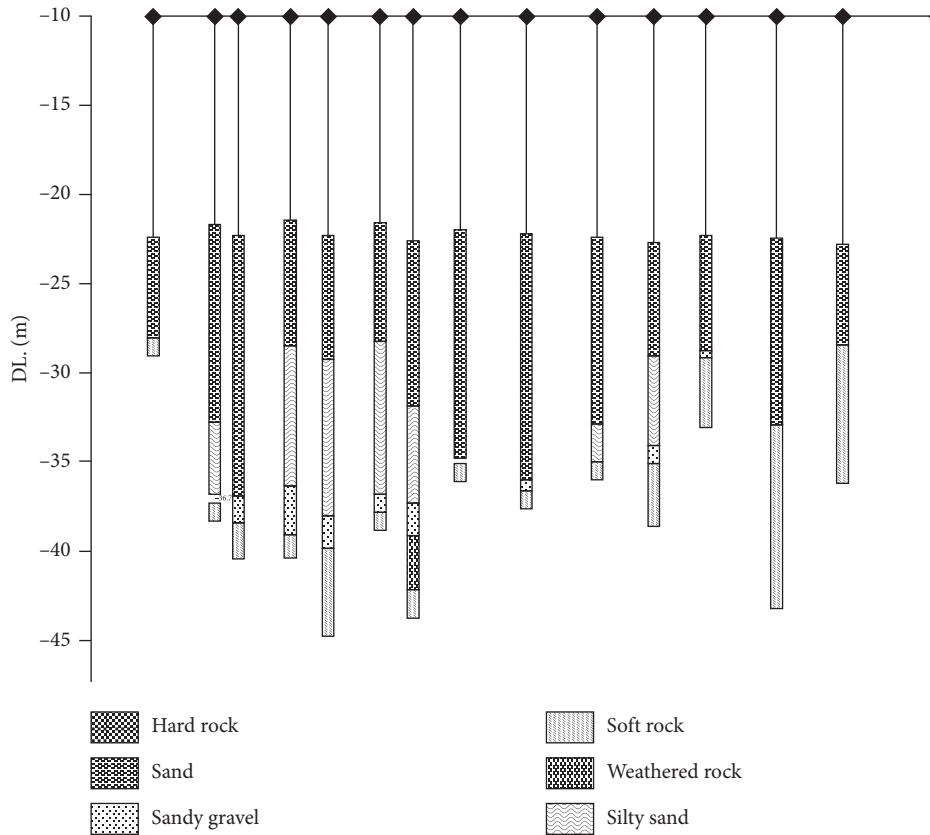 –10
–15
–20
–25
–30
–35
–40
–45
DL. (m)
Hard rock
Sand
Sandy gravel
Soft rock
Weathered rock
Silty sand